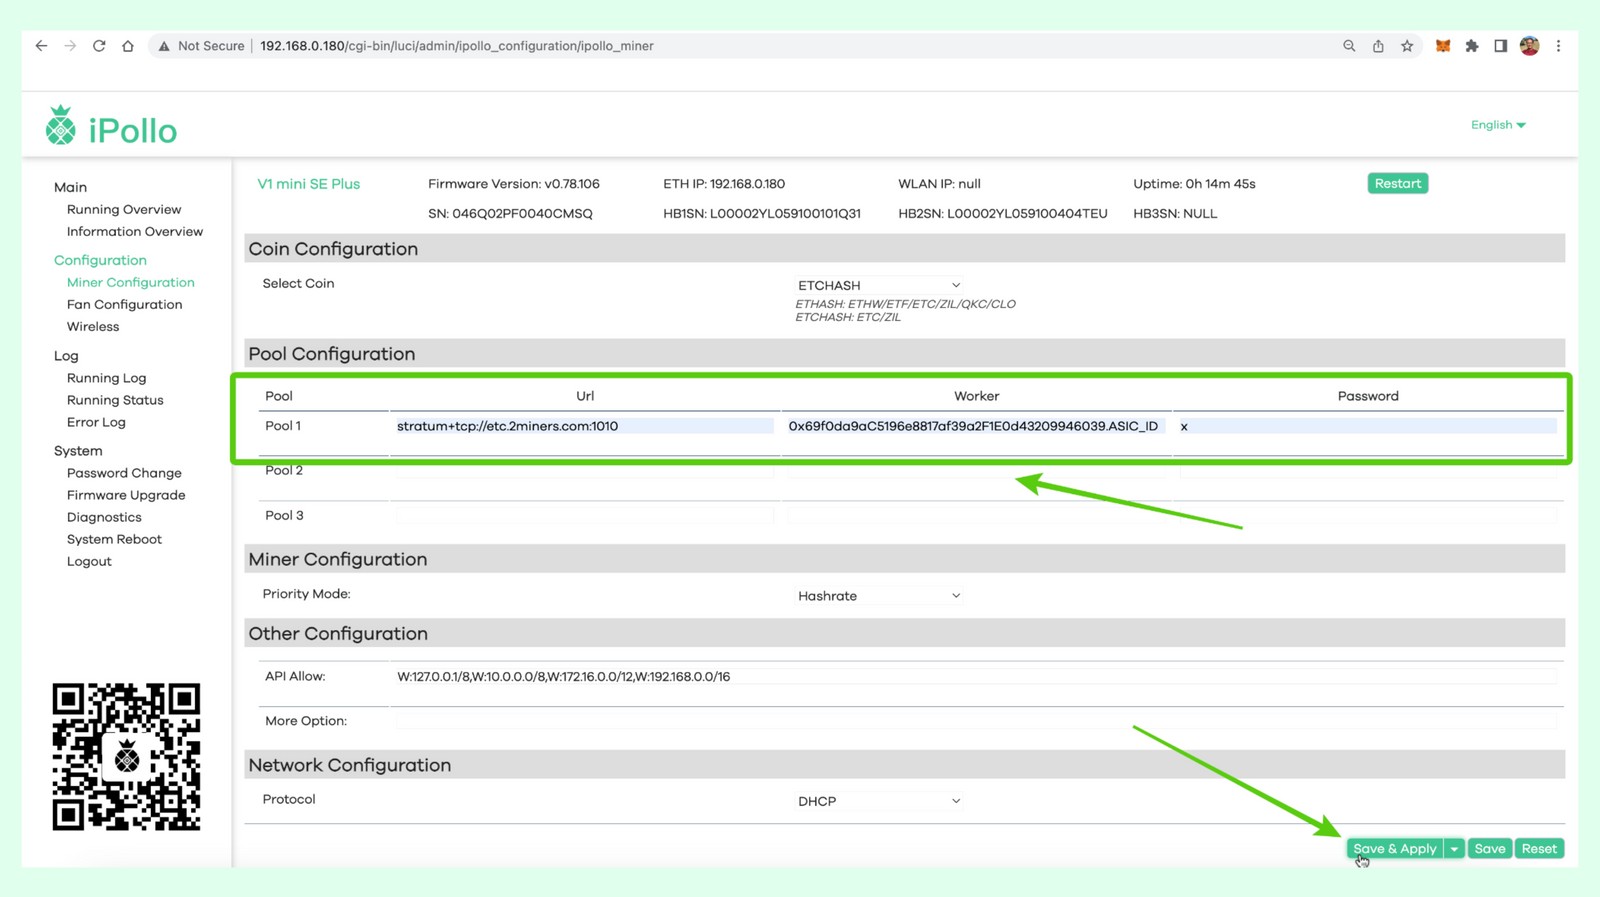 Not Secure 192.168.0.180/cgi-bin/luci/admin/ipollo_configuration/ipollo_miner
iPollo
English
Main
Running Overview
Information Overview
Configuration
Miner Configuration
Fan Configuration
Wireless
Log
Running Log
Running Status
Error Log
System
Password Change
Firmware Upgrade
Diagnostics
System Reboot
Logout
V1 mini SE Plus Firmware Version: v0.78.106 ETH IP: 192.168.0.180 WLAN IP: null Uptime: 0h 14m 45s Restart
SN: 046Q02PF0040CMSQ HB1SN: L00002YL059100101Q31 HB2SN: L00002YL059100404TEU HB3SN: NULL
Coin Configuration
Select Coin ETCHASH
ETHASH: ETHW/ETF/ETC/ZIL/QKC/CLO
ETCHASH: ETC/ZIL
Pool Configuration
Pool Url Worker Password
Pool 1 stratum+tcp://etc.2miners.com:1010 0x69f0da9aC5196e8817af39a2F1E0d43209946039.ASIC_ID x
Pool 2
Pool 3
Miner Configuration
Priority Mode: Hashrate
Other Configuration
API Allow: W:127.0.0.1/8,W:10.0.0.0/8,W:172.16.0.0/12,W:192.168.0.0/16
More Option:
Network Configuration
Protocol DHCP
Save & Apply Save Reset